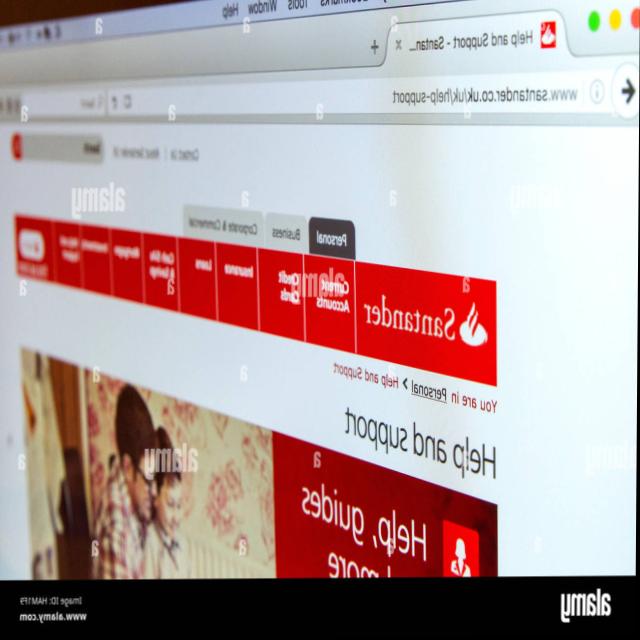 Bookmarks Tools Window Help
Help and Support - Santan... × +
www.santander.co.uk/uk/help-support
Contact us | About Santander UK
Search
Personal Business Corporate & Commercial
Santander
Current Accounts
Credit Cards
Insurance
Loans
Cash ISAs & Savings
Mortgages
Investments
You are in Personal > Help and Support
Help and support
Help, guides
more
alamy
Image ID: HAM1F9
www.alamy.com